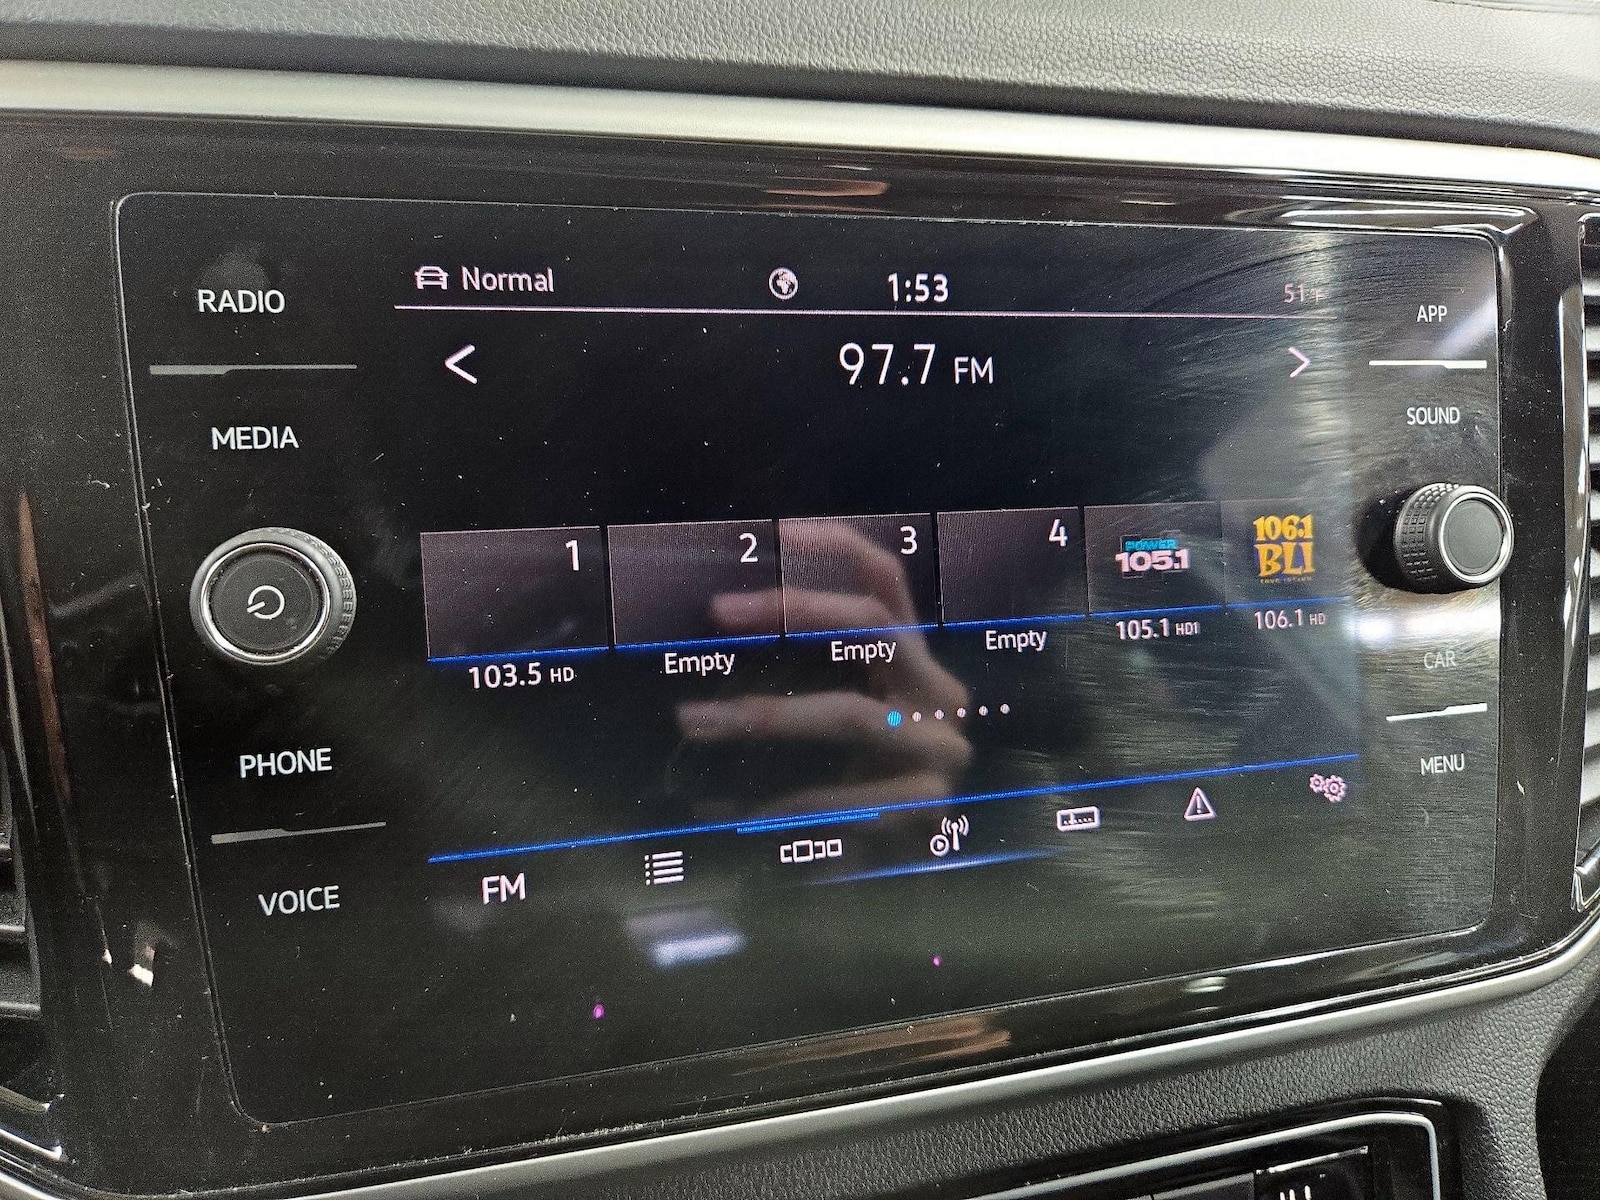 Normal
1:53
51°F
RADIO
APP
97.7 FM
SOUND
MEDIA
1
2
3
4
POWER
105.1
106.1
BLI
103.5 HD
Empty
Empty
Empty
105.1 HD1
106.1 HD
CAR
PHONE
MENU
FM
VOICE